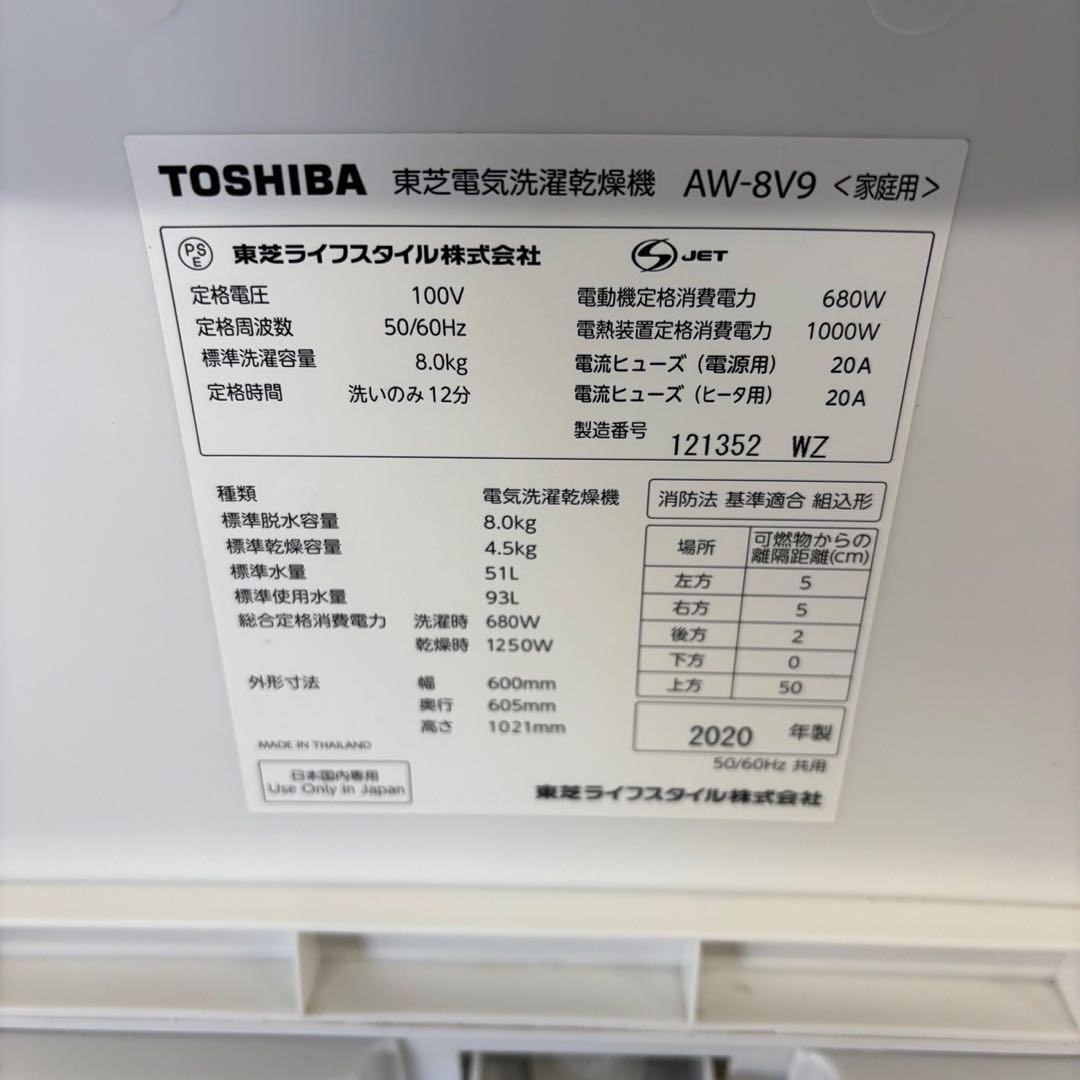 TOSHIBA 東芝電気洗濯乾燥機 AW-8V9 <家庭用>
PSE 東芝ライフスタイル株式会社 S JET
定格電圧 100V
定格周波数 50/60Hz
標準洗濯容量 8.0kg
定格時間 洗いのみ12分
電動機定格消費電力 680W
電熱装置定格消費電力 1000W
電流ヒューズ(電源用) 20A
電流ヒューズ(ヒータ用) 20A
製造番号 121352 WZ
種類 電気洗濯乾燥機
標準脱水容量 8.0kg
標準乾燥容量 4.5kg
標準水量 51L
標準使用水量 93L
総合定格消費電力 洗濯時 680W
乾燥時 1250W
外形寸法 幅 600mm
奥行 605mm
高さ 1021mm
MADE IN THAILAND
日本国内専用
Use Only in Japan
消防法 基準適合 組込形
場所 可燃物からの
離隔距離(cm)
左方 5
右方 5
後方 2
下方 0
上方 50
2020 年製
50/60Hz 共用
東芝ライフスタイル株式会社